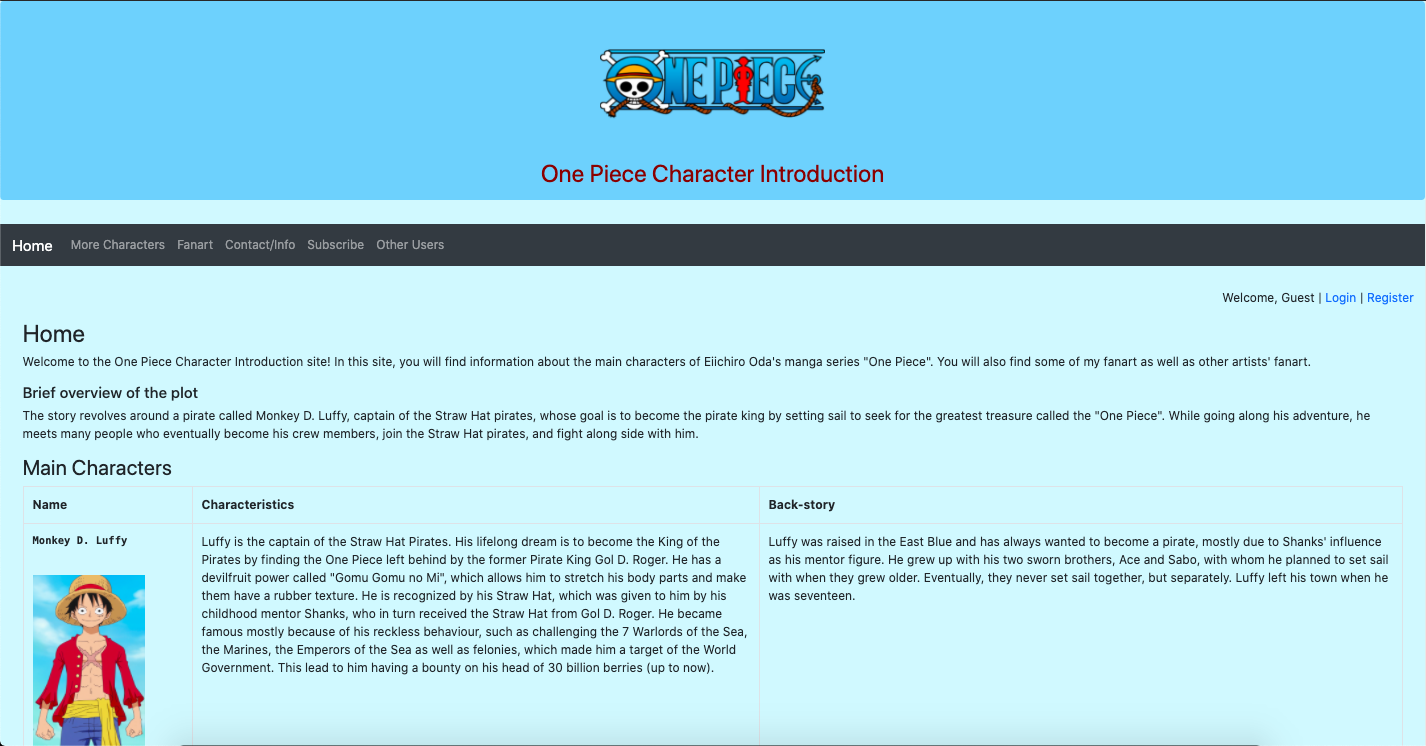 ONE PIECE
One Piece Character Introduction
Home More Characters Fanart Contact/Info Subscribe Other Users
Welcome, Guest | Login | Register
Home
Welcome to the One Piece Character Introduction site! In this site, you will find information about the main characters of Eiichiro Oda's manga series "One Piece". You will also find some of my fanart as well as other artists' fanart.
Brief overview of the plot
The story revolves around a pirate called Monkey D. Luffy, captain of the Straw Hat pirates, whose goal is to become the pirate king by setting sail to seek for the greatest treasure called the "One Piece". While going along his adventure, he
meets many people who eventually become his crew members, join the Straw Hat pirates, and fight along side with him.
Main Characters
Name Characteristics Back-story
Monkey D. Luffy
Luffy is the captain of the Straw Hat Pirates. His lifelong dream is to become the King of the
Pirates by finding the One Piece left behind by the former Pirate King Gol D. Roger. He has a
devilfruit power called "Gomu Gomu no Mi", which allows him to stretch his body parts and make
them have a rubber texture. He is recognized by his Straw Hat, which was given to him by his
childhood mentor Shanks, who in turn received the Straw Hat from Gol D. Roger. He became
famous mostly because of his reckless behaviour, such as challenging the 7 Warlords of the Sea,
the Marines, the Emperors of the Sea as well as felonies, which made him a target of the World
Government. This lead to him having a bounty on his head of 30 billion berries (up to now).
Luffy was raised in the East Blue and has always wanted to become a pirate, mostly due to Shanks' influence
as his mentor figure. He grew up with his two sworn brothers, Ace and Sabo, with whom he planned to set sail
with when they grew older. Eventually, they never set sail together, but separately. Luffy left his town when he
was seventeen.